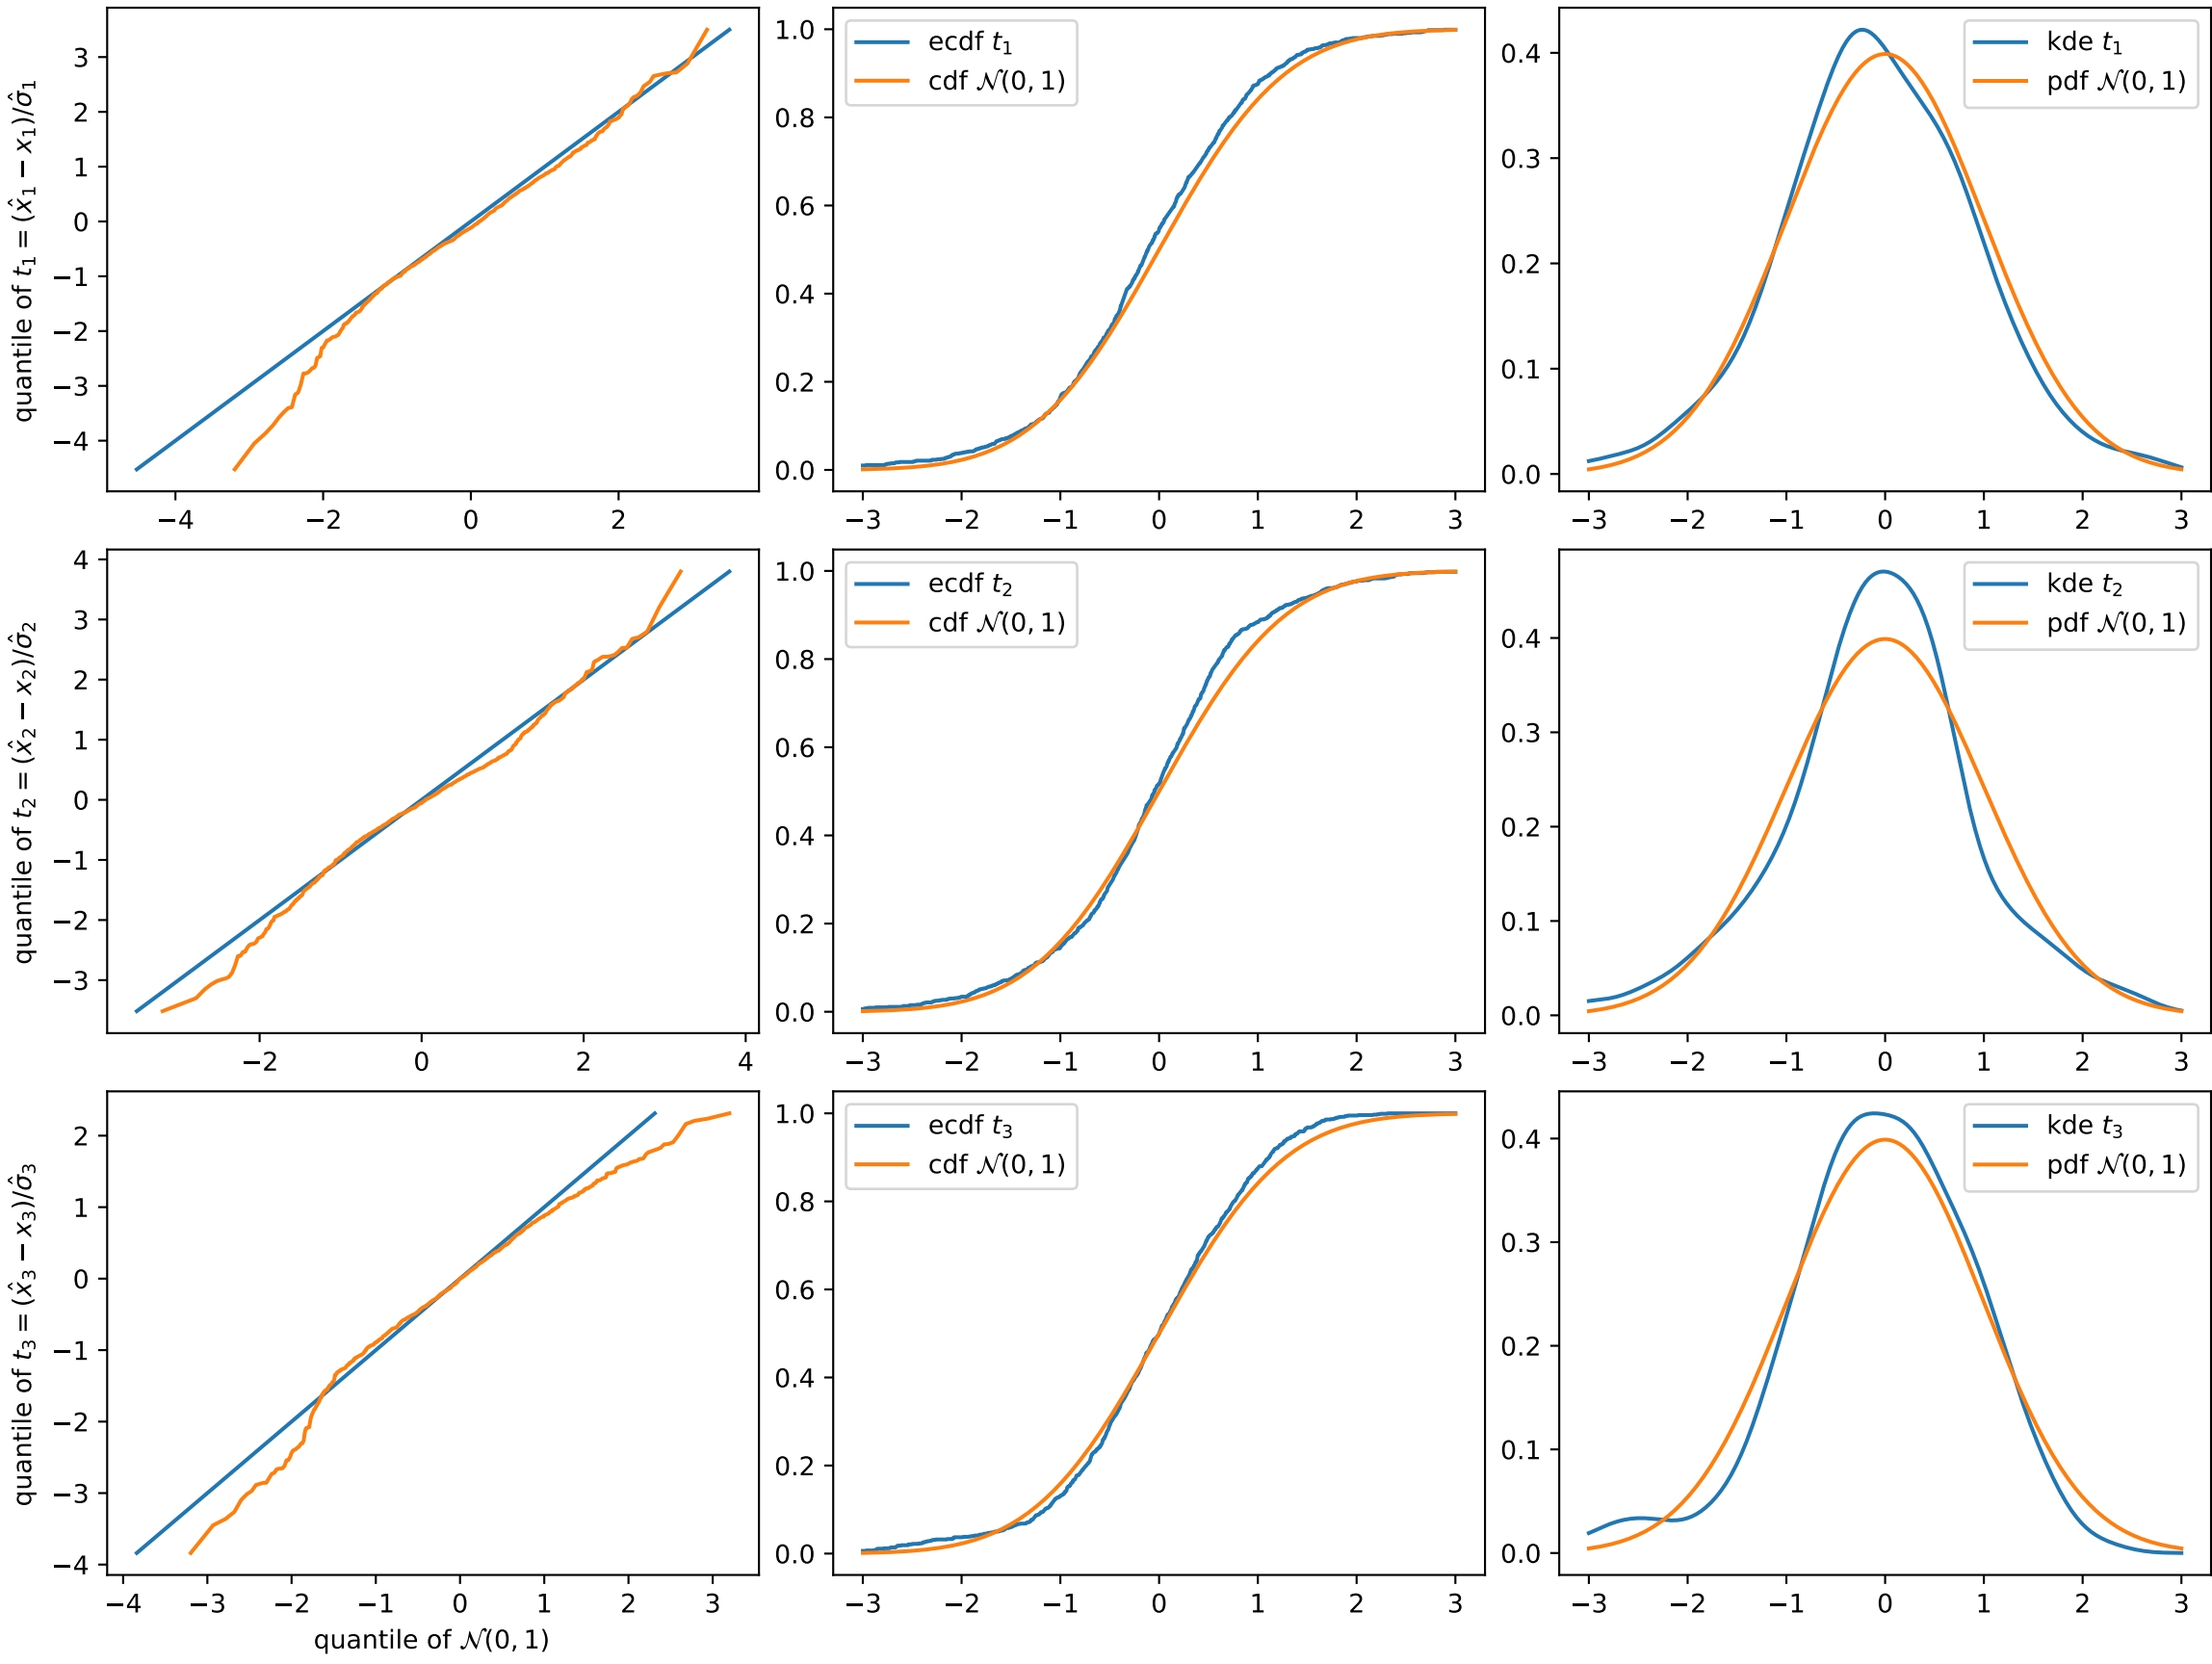 quantile of t₁ = (x̂₁ − x₁)/σ̂₁
3
2
1
0
−1
−2
−3
−4
−4 −2 0 2
ecdf t₁
cdf 𝒩(0, 1)
1.0
0.8
0.6
0.4
0.2
0.0
−3 −2 −1 0 1 2 3
kde t₁
pdf 𝒩(0, 1)
0.4
0.3
0.2
0.1
0.0
−3 −2 −1 0 1 2 3
quantile of t₂ = (x̂₂ − x₂)/σ̂₂
4
3
2
1
0
−1
−2
−3
−2 0 2 4
ecdf t₂
cdf 𝒩(0, 1)
1.0
0.8
0.6
0.4
0.2
0.0
−3 −2 −1 0 1 2 3
kde t₂
pdf 𝒩(0, 1)
0.4
0.3
0.2
0.1
0.0
−3 −2 −1 0 1 2 3
quantile of t₃ = (x̂₃ − x₃)/σ̂₃
2
1
0
−1
−2
−3
−4
−4 −3 −2 −1 0 1 2 3
quantile of 𝒩(0, 1)
ecdf t₃
cdf 𝒩(0, 1)
1.0
0.8
0.6
0.4
0.2
0.0
−3 −2 −1 0 1 2 3
kde t₃
pdf 𝒩(0, 1)
0.4
0.3
0.2
0.1
0.0
−3 −2 −1 0 1 2 3